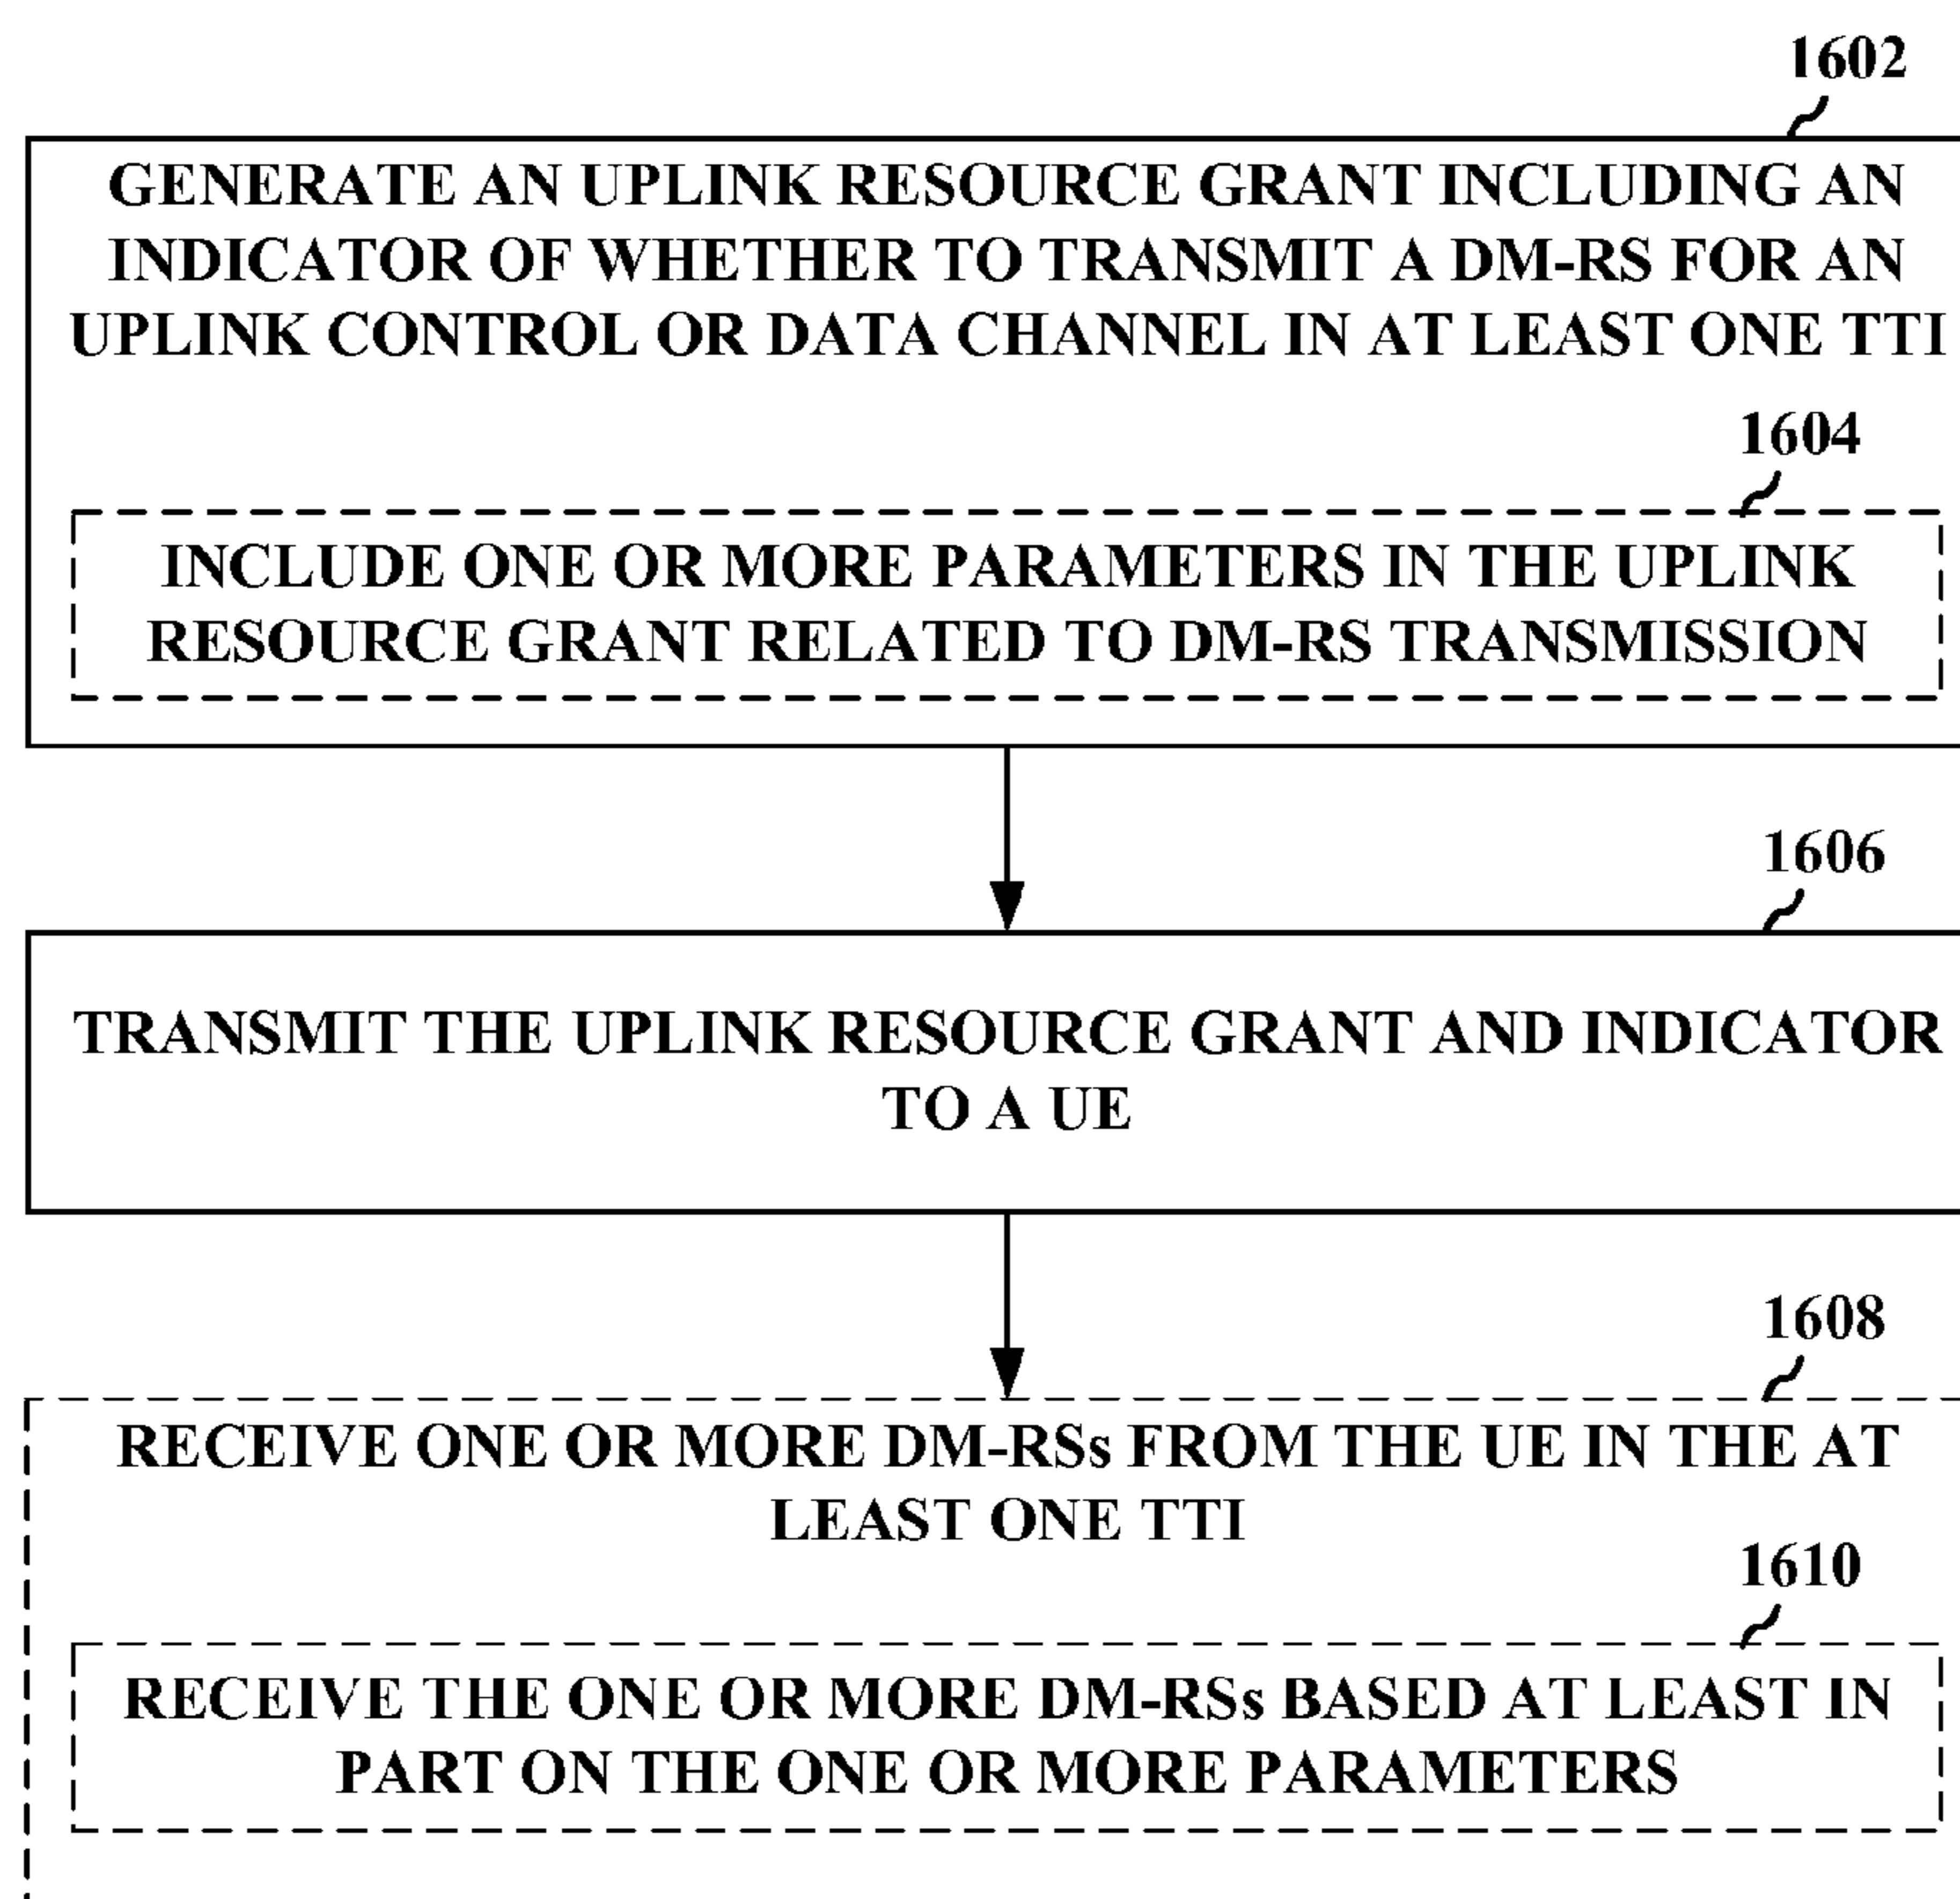 1602
GENERATE AN UPLINK RESOURCE GRANT INCLUDING AN
INDICATOR OF WHETHER TO TRANSMIT A DM-RS FOR AN
UPLINK CONTROL OR DATA CHANNEL IN AT LEAST ONE TTI
1604
INCLUDE ONE OR MORE PARAMETERS IN THE UPLINK
RESOURCE GRANT RELATED TO DM-RS TRANSMISSION
1606
TRANSMIT THE UPLINK RESOURCE GRANT AND INDICATOR
TO A UE
1608
RECEIVE ONE OR MORE DM-RSs FROM THE UE IN THE AT
LEAST ONE TTI
1610
RECEIVE THE ONE OR MORE DM-RSs BASED AT LEAST IN
PART ON THE ONE OR MORE PARAMETERS